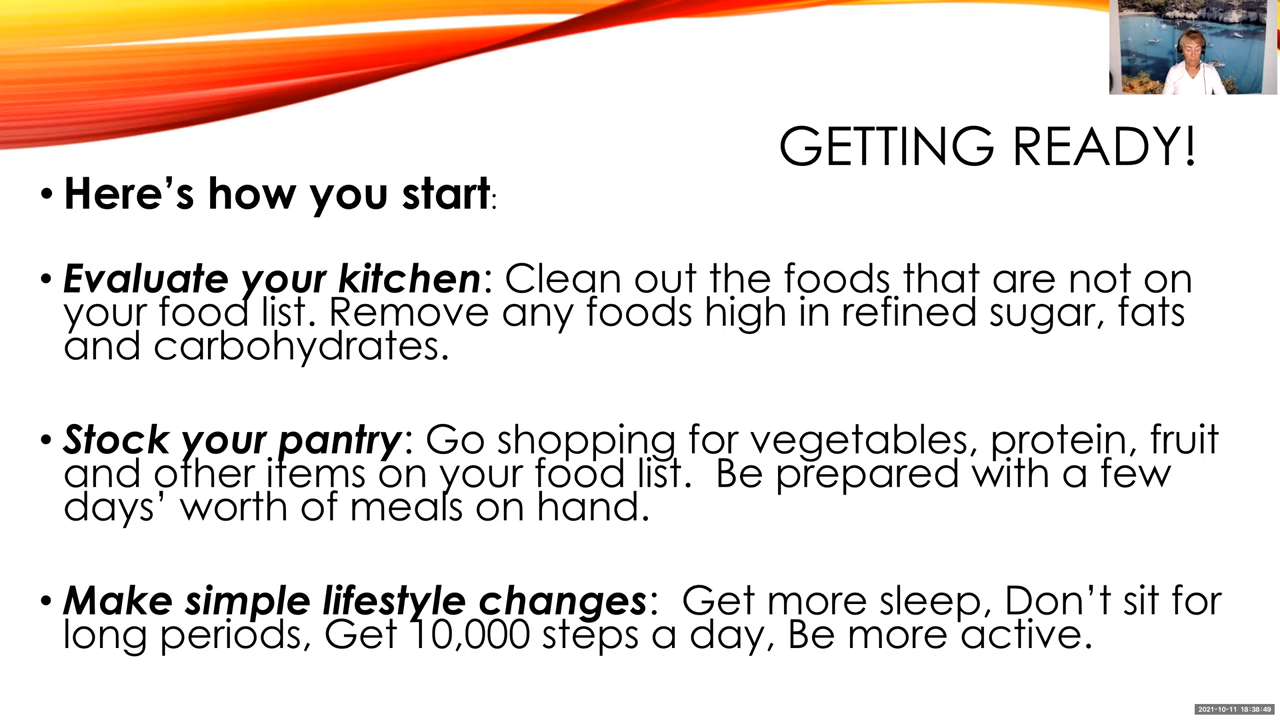 GETTING READY!
• Here’s how you start:
• Evaluate your kitchen: Clean out the foods that are not on
your food list. Remove any foods high in refined sugar, fats
and carbohydrates.
• Stock your pantry: Go shopping for vegetables, protein, fruit
and other items on your food list.  Be prepared with a few
days’ worth of meals on hand.
• Make simple lifestyle changes:  Get more sleep, Don’t sit for
long periods, Get 10,000 steps a day, Be more active.
2021-10-11 18:38:49